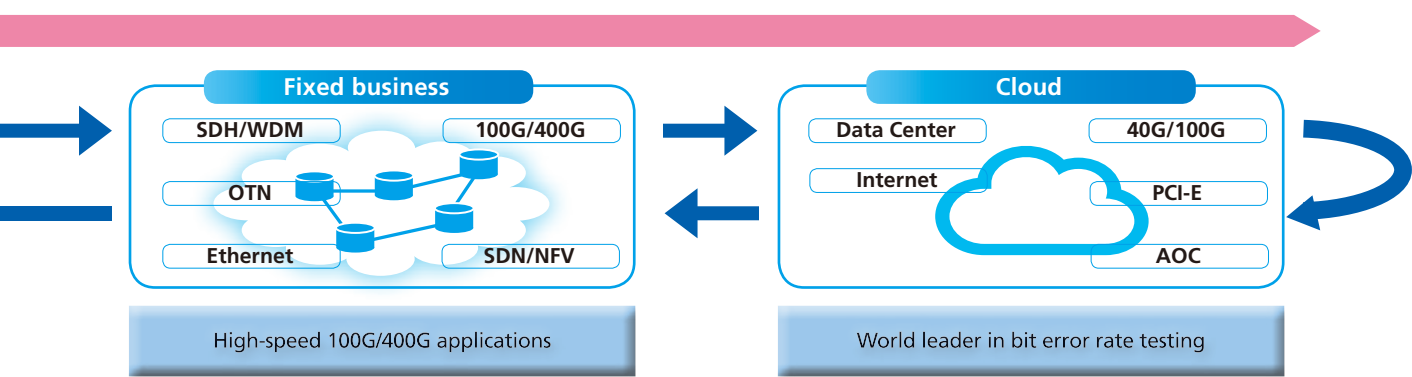 Fixed business
SDH/WDM
100G/400G
OTN
Ethernet
SDN/NFV
High-speed 100G/400G applications
Cloud
Data Center
40G/100G
Internet
PCI-E
AOC
World leader in bit error rate testing